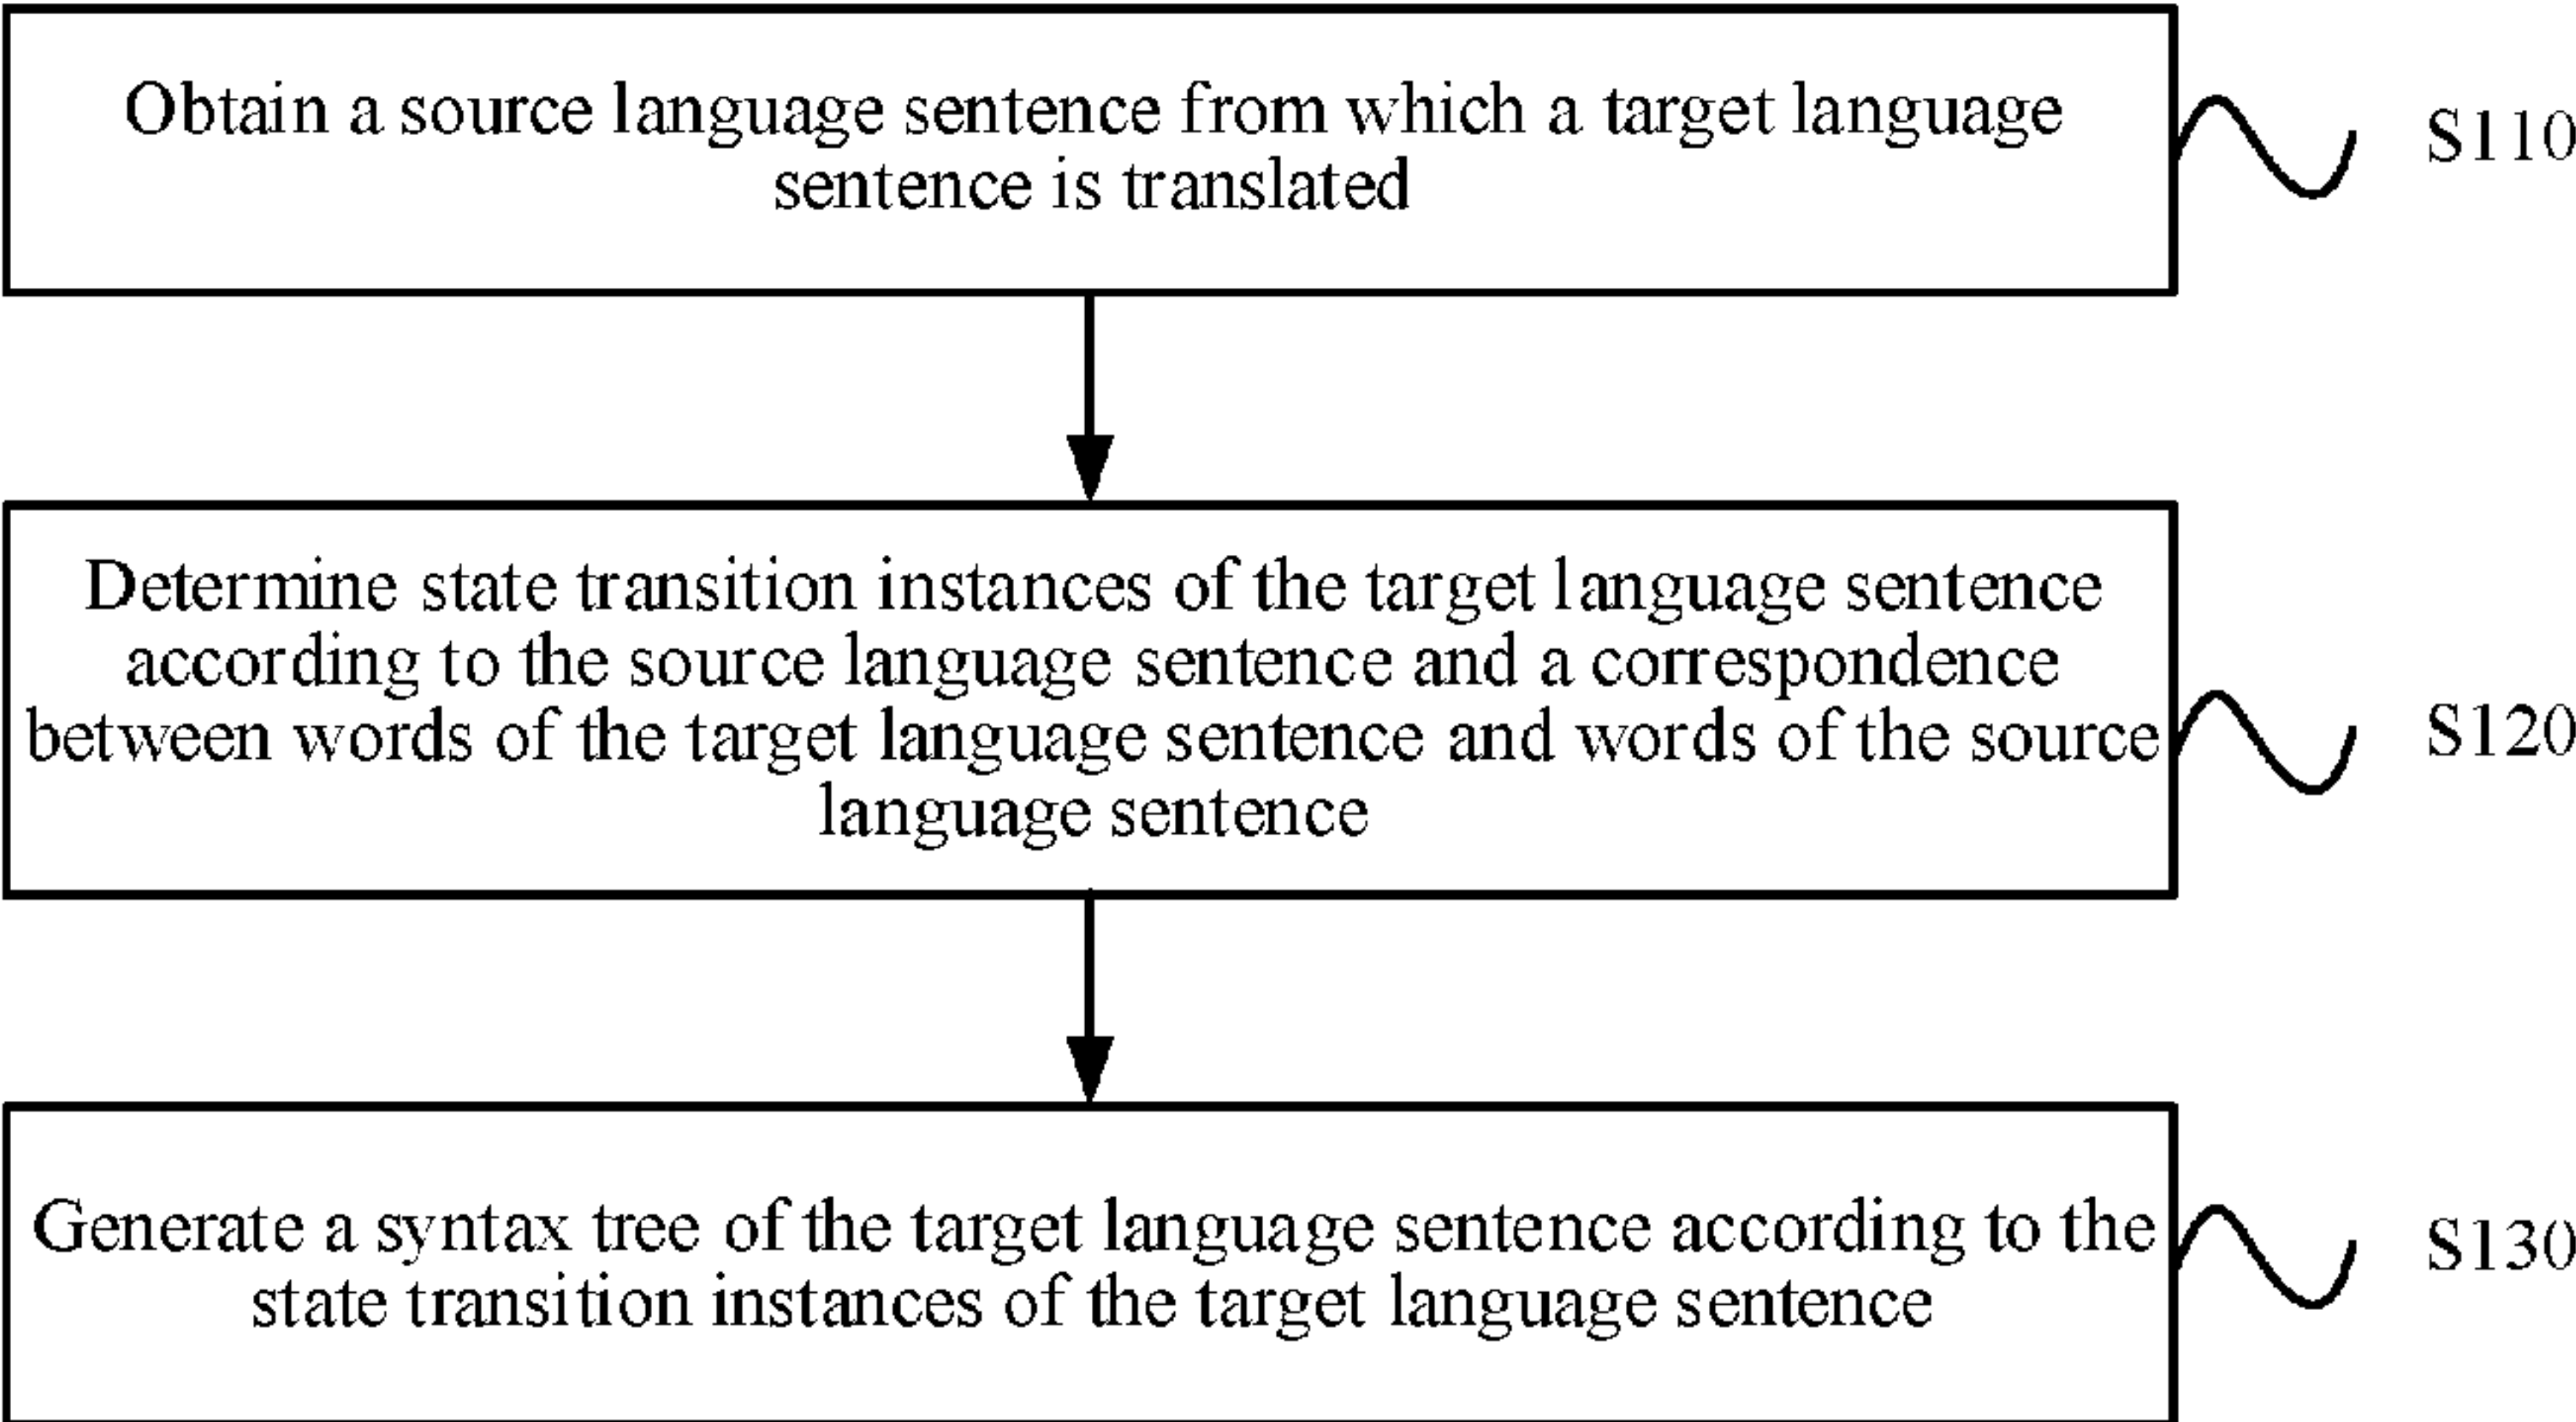 Obtain a source language sentence from which a target language
sentence is translated
S110
Determine state transition instances of the target language sentence
according to the source language sentence and a correspondence
between words of the target language sentence and words of the source
language sentence
S120
Generate a syntax tree of the target language sentence according to the
state transition instances of the target language sentence
S130